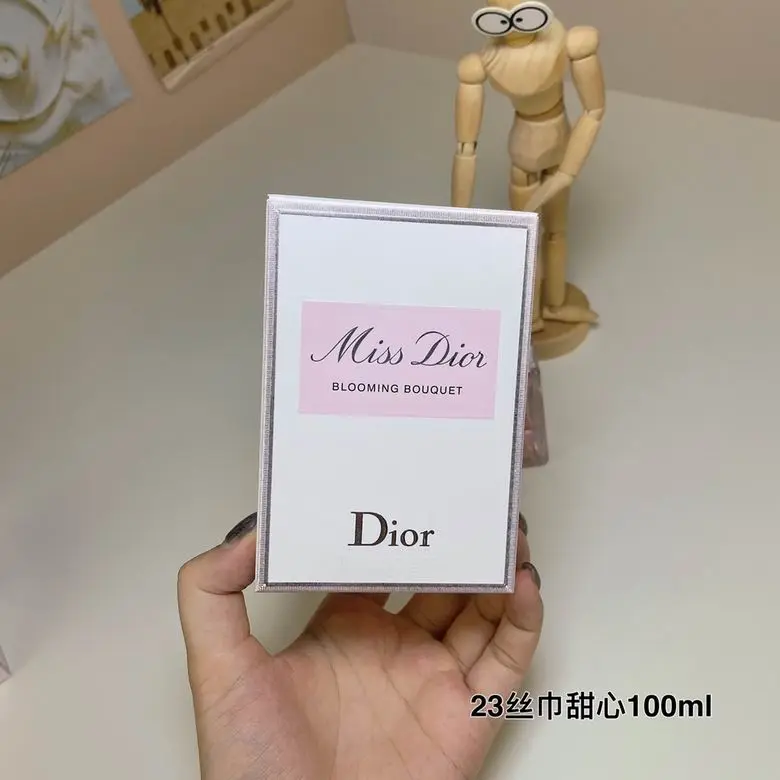 Miss Dior
BLOOMING BOUQUET
Dior
23丝巾甜心100ml